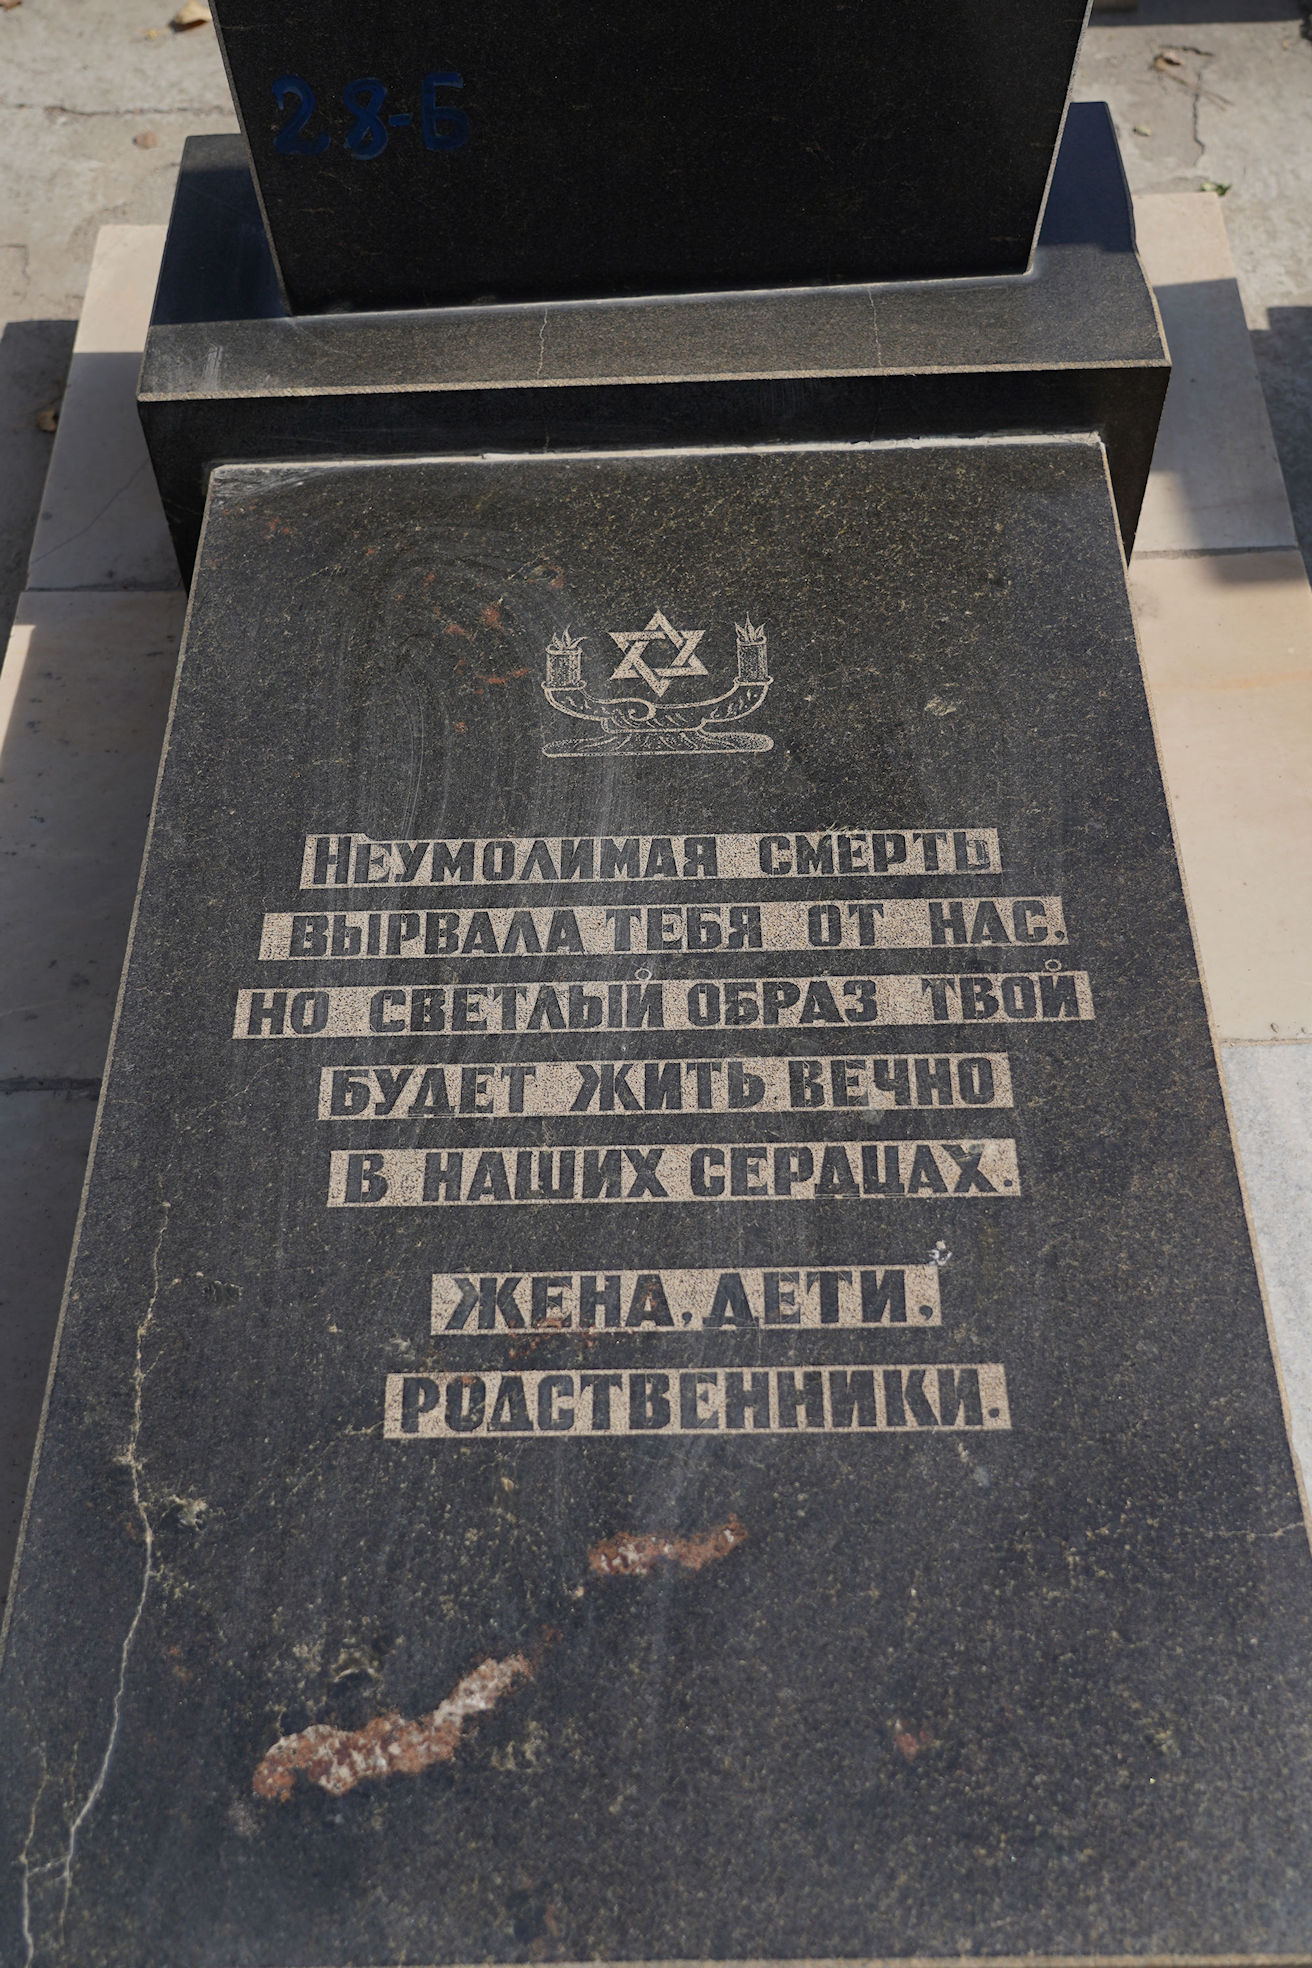 28-Б
НЕУМОЛИМАЯ СМЕРТЬ
ВЫРВАЛА ТЕБЯ ОТ НАС,
НО СВЕТЛЫЙ ОБРАЗ ТВОЙ
БУДЕТ ЖИТЬ ВЕЧНО
В НАШИХ СЕРДЦАХ.
ЖЕНА, ДЕТИ,
РОДСТВЕННИКИ.